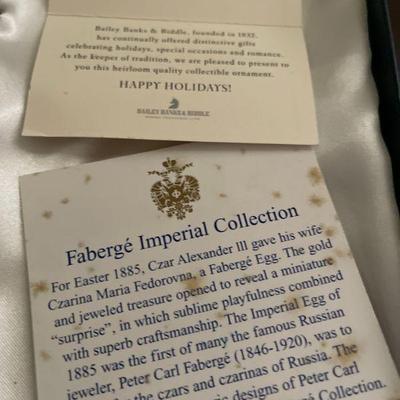 Bailey Banks & Biddle, founded in 1832,
has continually offered distinctive gifts
celebrating holidays, special occasions and romance.
As the keeper of tradition, we are pleased to present to
you this heirloom quality collectible ornament.
HAPPY HOLIDAYS!
BAILEY BANKS & BIDDLE
Fabergé Imperial Collection
For Easter 1885, Czar Alexander lll gave his wife
Czarina Maria Fedorovna, a Fabergé Egg. The gold
and jeweled treasure opened to reveal a miniature
"surprise", in which sublime playfulness combined
with superb craftsmanship. The Imperial Egg of
1885 was the first of many the famous Russian
jeweler, Peter Carl Fabergé (1846-1920), was to
for the czars and czarinas of Russia. The
designs of Peter Carl
Collection.